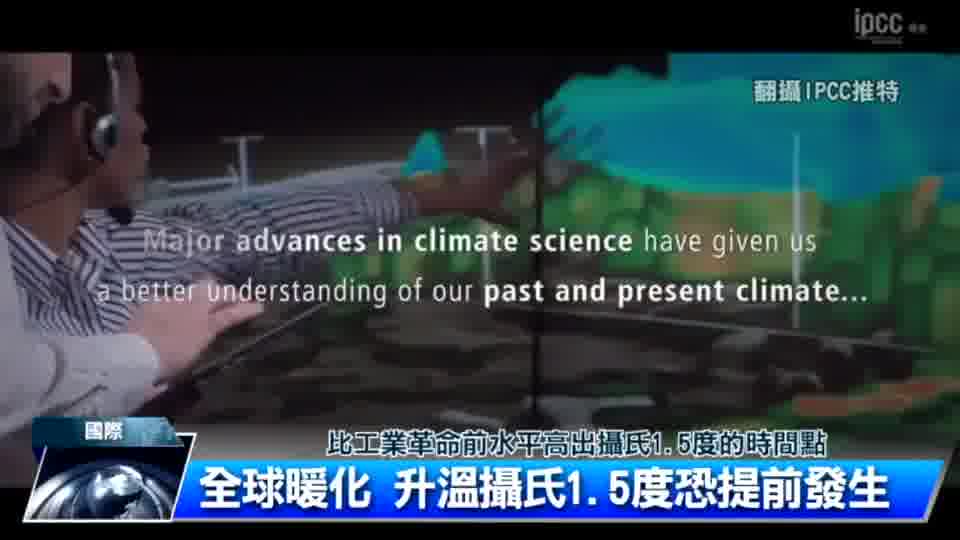 ipcc
翻攝IPCC推特
Major advances in climate science have given us
a better understanding of our past and present climate...
國際
比工業革命前水平高出攝氏1.5度的時間點
全球暖化 升溫攝氏1.5度恐提前發生